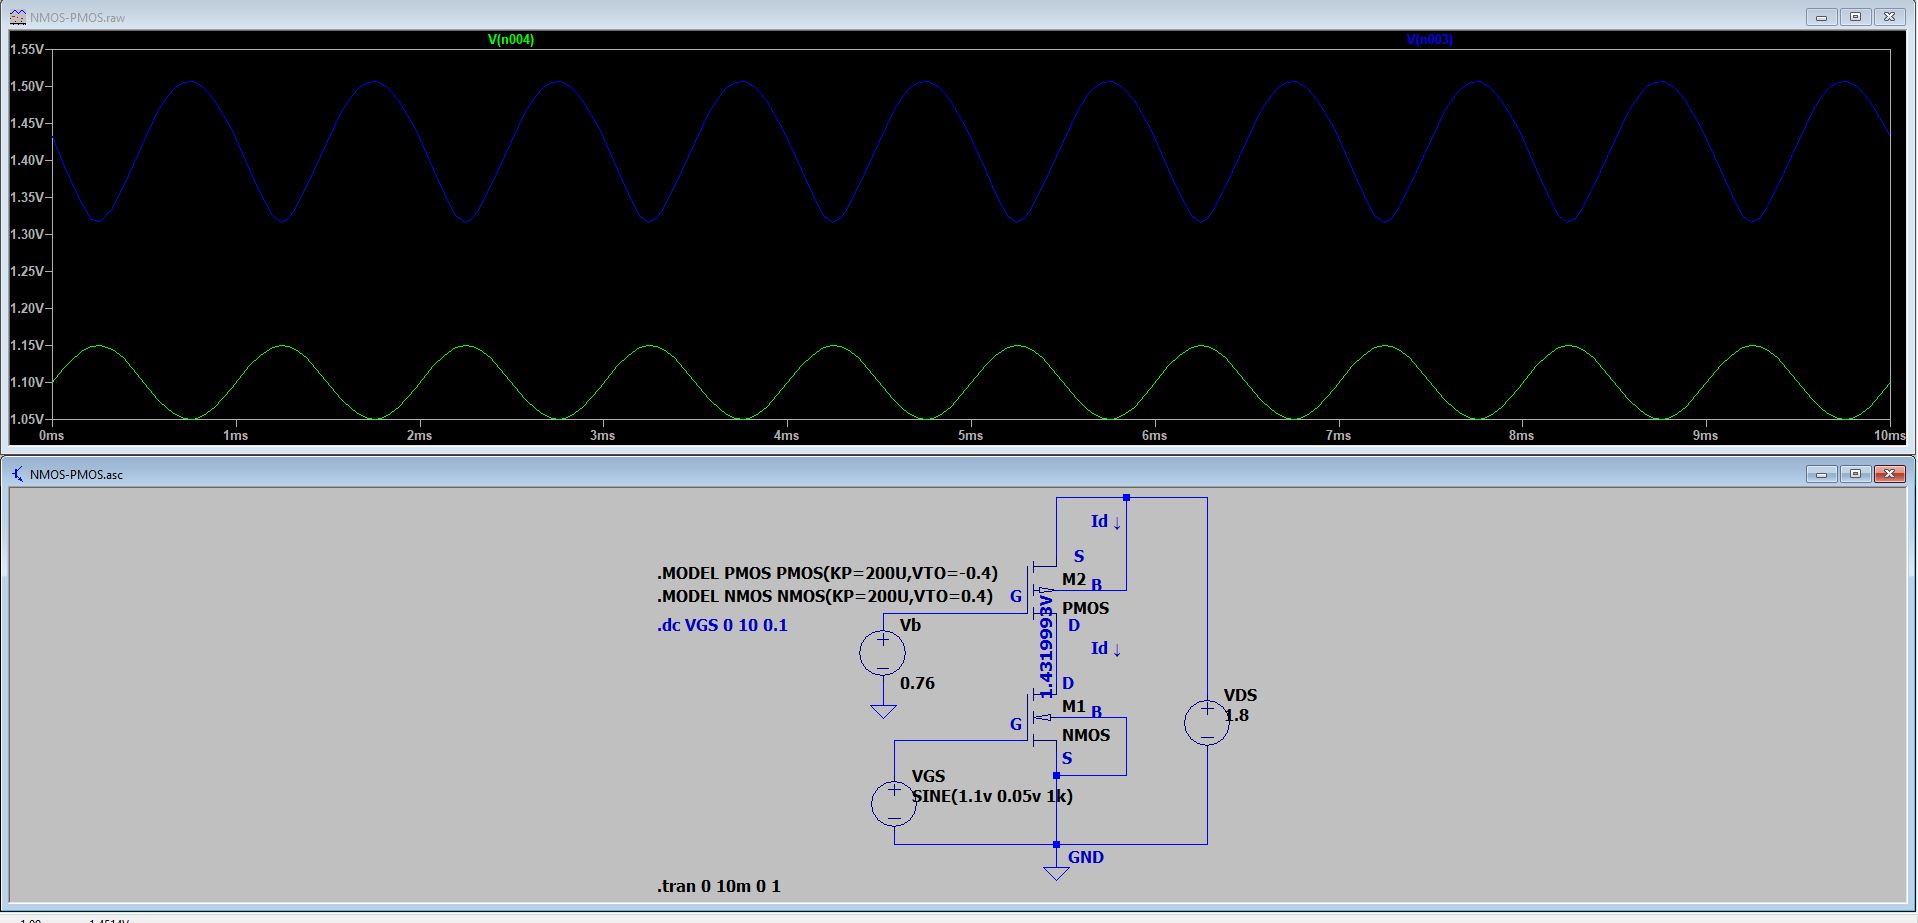 NMOS-PMOS.raw
V(n004)
V(n003)
1.55V
1.50V
1.45V
1.40V
1.35V
1.30V
1.25V
1.20V
1.15V
1.10V
1.05V
0ms 1ms 2ms 3ms 4ms 5ms 6ms 7ms 8ms 9ms 10ms
NMOS-PMOS.asc
Id ↓
S
.MODEL PMOS PMOS(KP=200U,VTO=-0.4)
M2
B
.MODEL NMOS NMOS(KP=200U,VTO=0.4)
G
PMOS
.dc VGS 0 10 0.1
Vb
D
1.4319993V
Id ↓
0.76
D
VDS
1.8
M1
B
G
NMOS
S
VGS
SINE(1.1v 0.05v 1k)
GND
.tran 0 10m 0 1